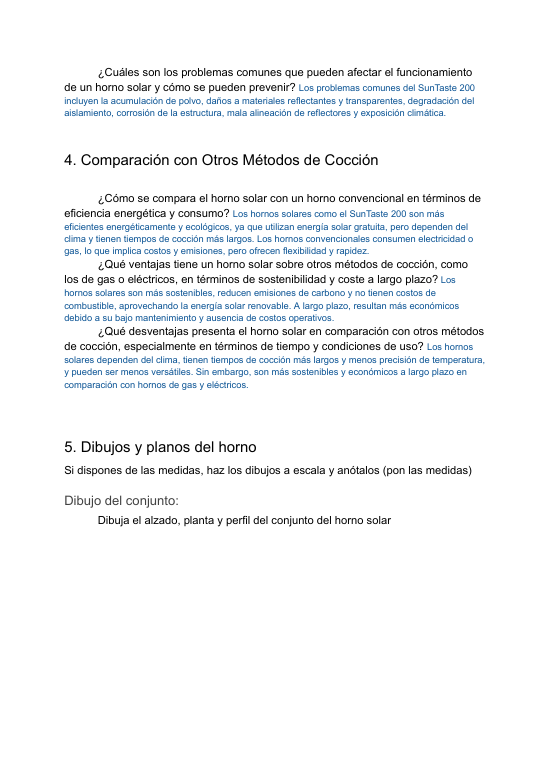 ¿Cuáles son los problemas comunes que pueden afectar el funcionamiento
de un horno solar y cómo se pueden prevenir? Los problemas comunes del SunTaste 200
incluyen la acumulación de polvo, daños a materiales reflectantes y transparentes, degradación del
aislamiento, corrosión de la estructura, mala alineación de reflectores y exposición climática.
4. Comparación con Otros Métodos de Cocción
¿Cómo se compara el horno solar con un horno convencional en términos de
eficiencia energética y consumo? Los hornos solares como el SunTaste 200 son más
eficientes energéticamente y ecológicos, ya que utilizan energía solar gratuita, pero dependen del
clima y tienen tiempos de cocción más largos. Los hornos convencionales consumen electricidad o
gas, lo que implica costos y emisiones, pero ofrecen flexibilidad y rapidez.
¿Qué ventajas tiene un horno solar sobre otros métodos de cocción, como
los de gas o eléctricos, en términos de sostenibilidad y coste a largo plazo? Los
hornos solares son más sostenibles, reducen emisiones de carbono y no tienen costos de
combustible, aprovechando la energía solar renovable. A largo plazo, resultan más económicos
debido a su bajo mantenimiento y ausencia de costos operativos.
¿Qué desventajas presenta el horno solar en comparación con otros métodos
de cocción, especialmente en términos de tiempo y condiciones de uso? Los hornos
solares dependen del clima, tienen tiempos de cocción más largos y menos precisión de temperatura,
y pueden ser menos versátiles. Sin embargo, son más sostenibles y económicos a largo plazo en
comparación con hornos de gas y eléctricos.
5. Dibujos y planos del horno
Si dispones de las medidas, haz los dibujos a escala y anótalos (pon las medidas)
Dibujo del conjunto:
Dibuja el alzado, planta y perfil del conjunto del horno solar